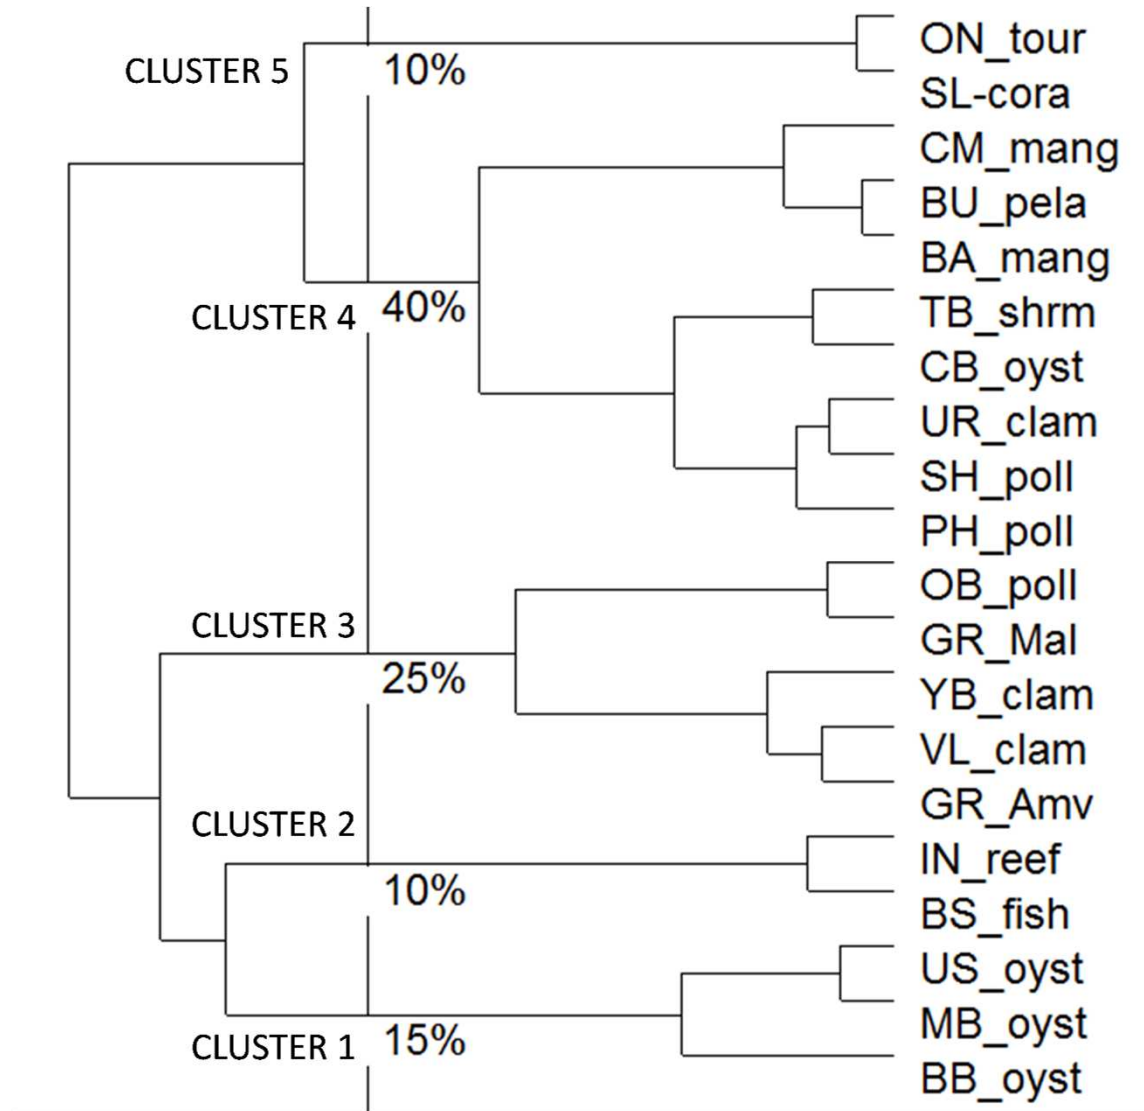 ON_tour
CLUSTER 5
10%
SL-cora
CM_mang
BU_pela
BA_mang
CLUSTER 4
40%
TB_shrm
CB_oyst
UR_clam
SH_poll
PH_poll
OB_poll
CLUSTER 3
GR_Mal
25%
YB_clam
VL_clam
GR_Amv
CLUSTER 2
IN_reef
10%
BS_fish
US_oyst
MB_oyst
CLUSTER 1
15%
BB_oyst